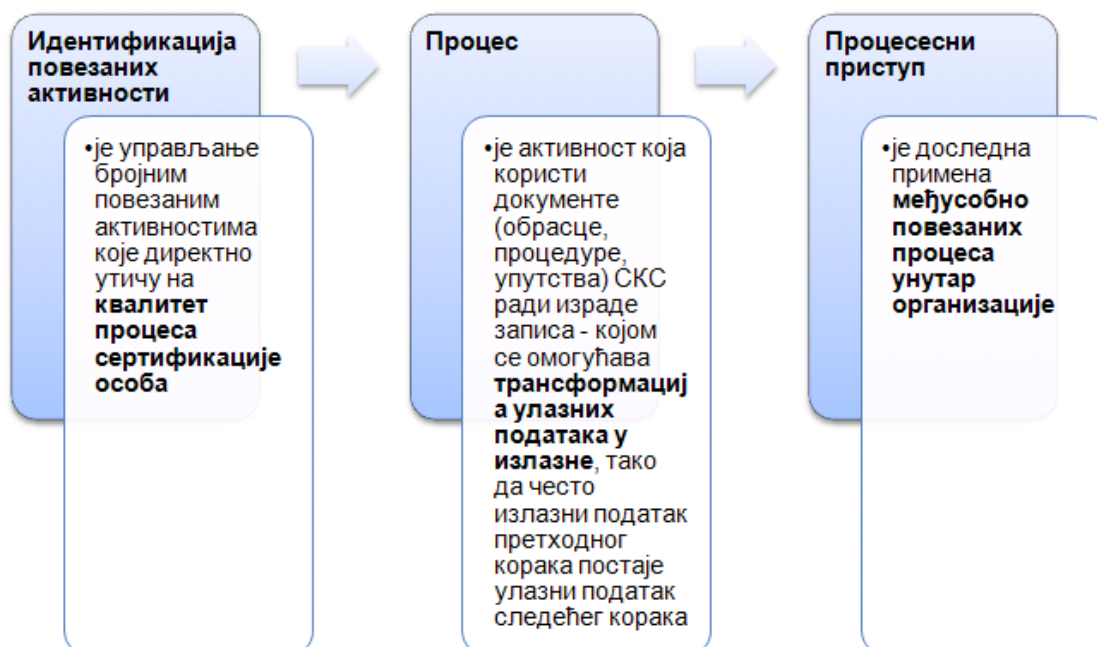 Идентификација
повезаних
активности
•је управљање
бројним
повезаним
активностима
које директно
утичу на
квалитет
процеса
сертификације
особа
Процес
•је активност која
користи
документе
(обрасце,
процедуре,
упутства) СКС
ради израде
записа - којом
се омогућава
трансформациј
а улазних
података у
излазне, тако
да често
излазни податак
претходног
корака постаје
улазни податак
следећег корака
Процесесни
приступ
•је доследна
примена
међусобно
повезаних
процеса
унутар
организације